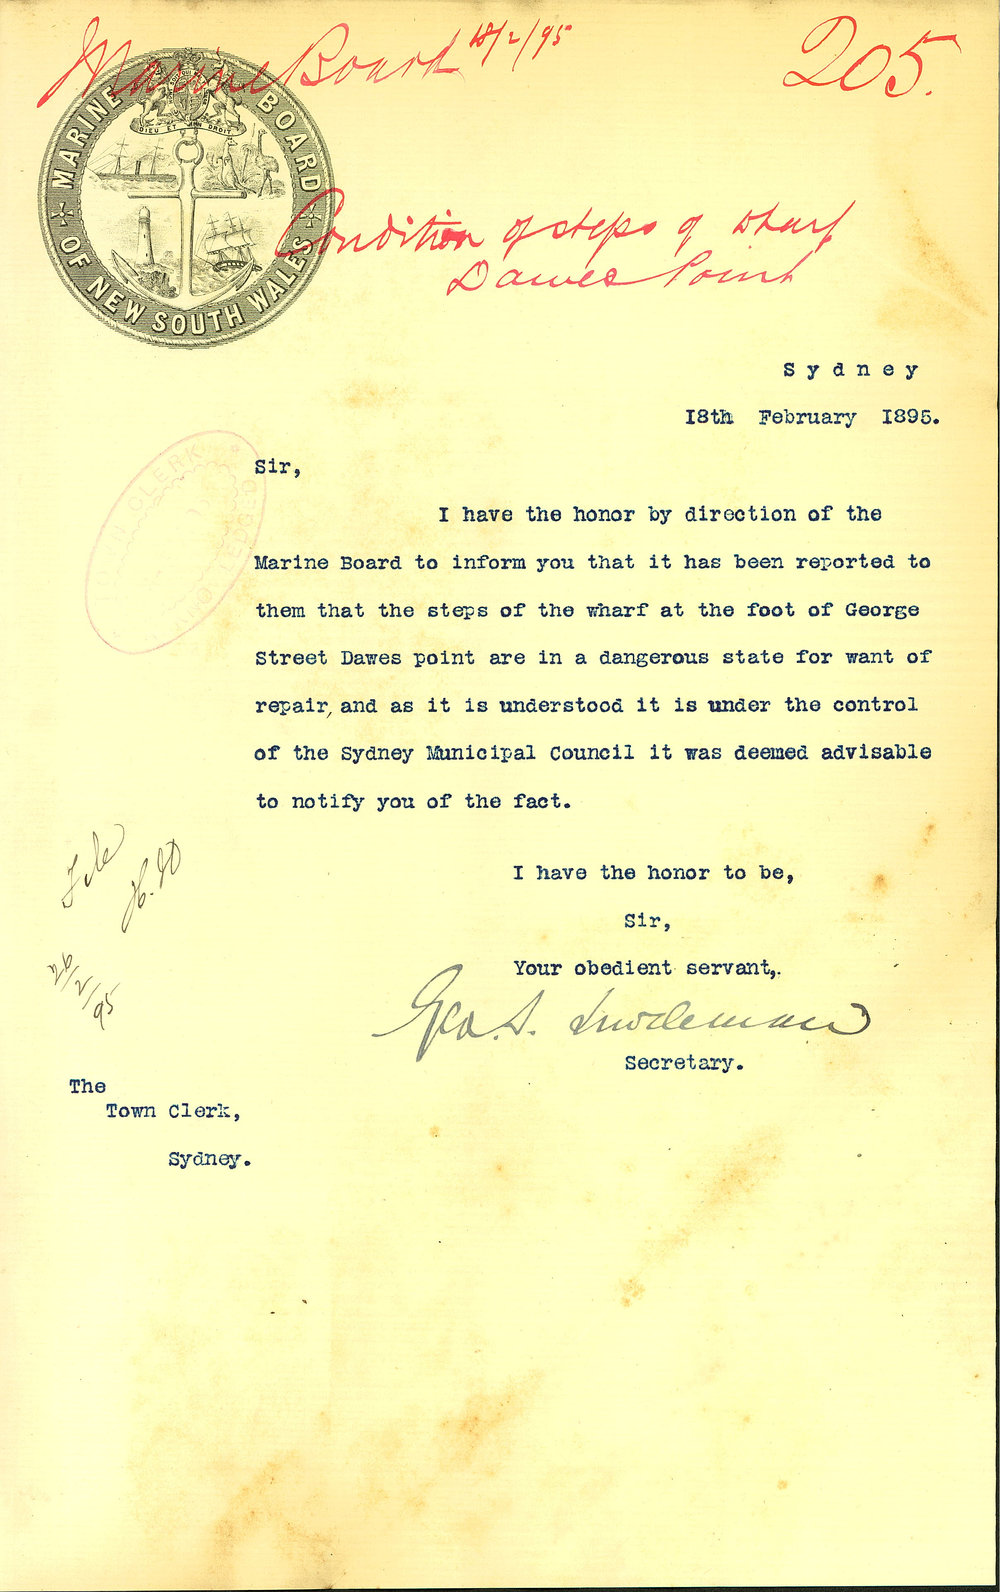 Marine Board 18/2/95
205.
MARINE BOARD OF NEW SOUTH WALES
DIEU ET MON DROIT
Condition of steps of wharf
Dawes Point
Sydney
18th February 1895.
TOWN CLERK
Sir,
I have the honor by direction of the
Marine Board to inform you that it has been reported to
them that the steps of the wharf at the foot of George
Street Dawes point are in a dangerous state for want of
repair, and as it is understood it is under the control
of the Sydney Municipal Council it was deemed advisable
to notify you of the fact.
File
26/2/95
I have the honor to be,
Sir,
Your obedient servant,.
Geo. S. Lindeman
Secretary.
The
Town Clerk,
Sydney.